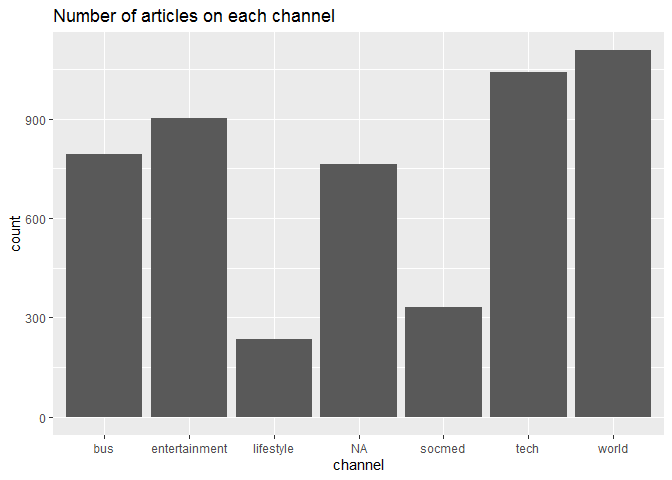 Number of articles on each channel
count
900
600
300
0
bus entertainment lifestyle NA socmed tech world
channel